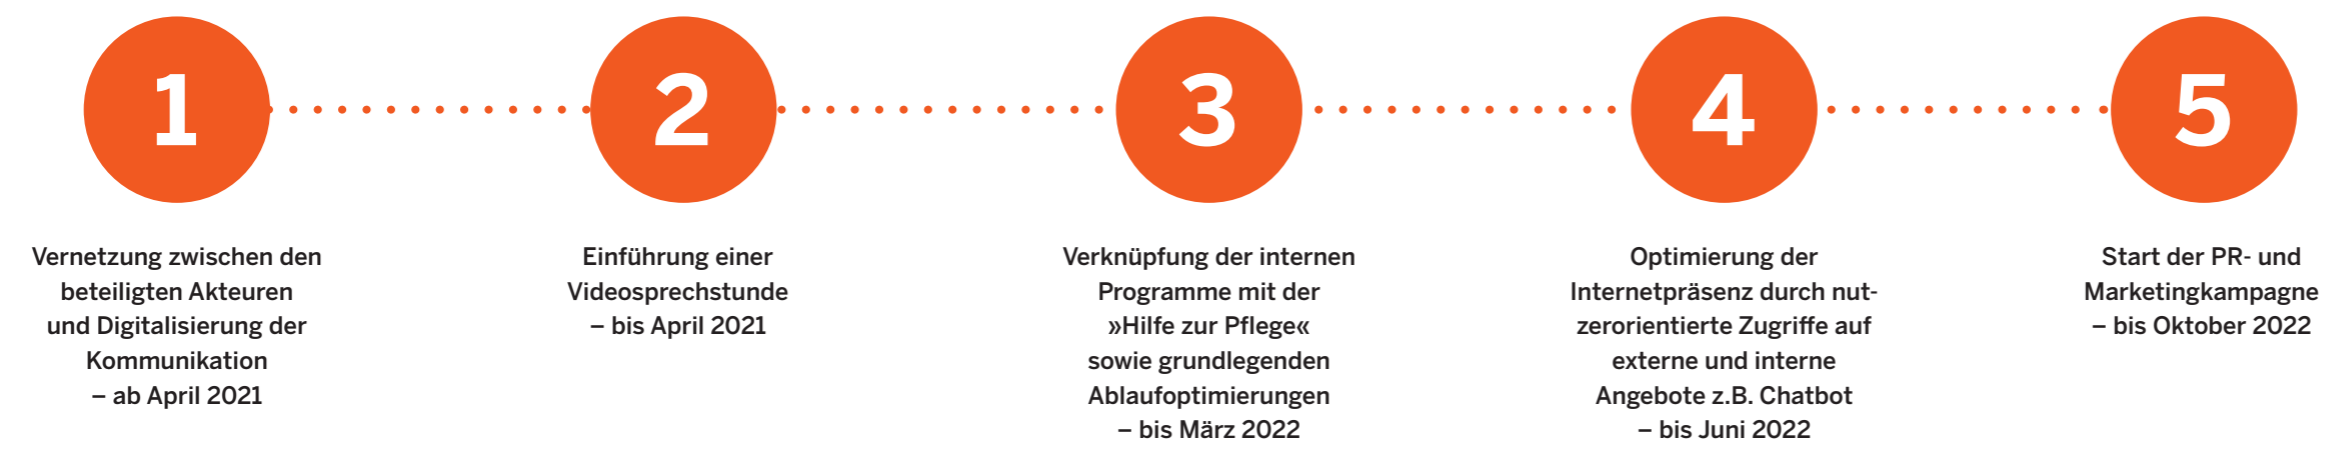 1
Vernetzung zwischen den
beteiligten Akteuren
und Digitalisierung der
Kommunikation
– ab April 2021
2
Einführung einer
Videosprechstunde
– bis April 2021
3
Verknüpfung der internen
Programme mit der
»Hilfe zur Pflege«
sowie grundlegenden
Ablaufoptimierungen
– bis März 2022
4
Optimierung der
Internetpräsenz durch nut-
zerorientierte Zugriffe auf
externe und interne
Angebote z.B. Chatbot
– bis Juni 2022
5
Start der PR- und
Marketingkampagne
– bis Oktober 2022